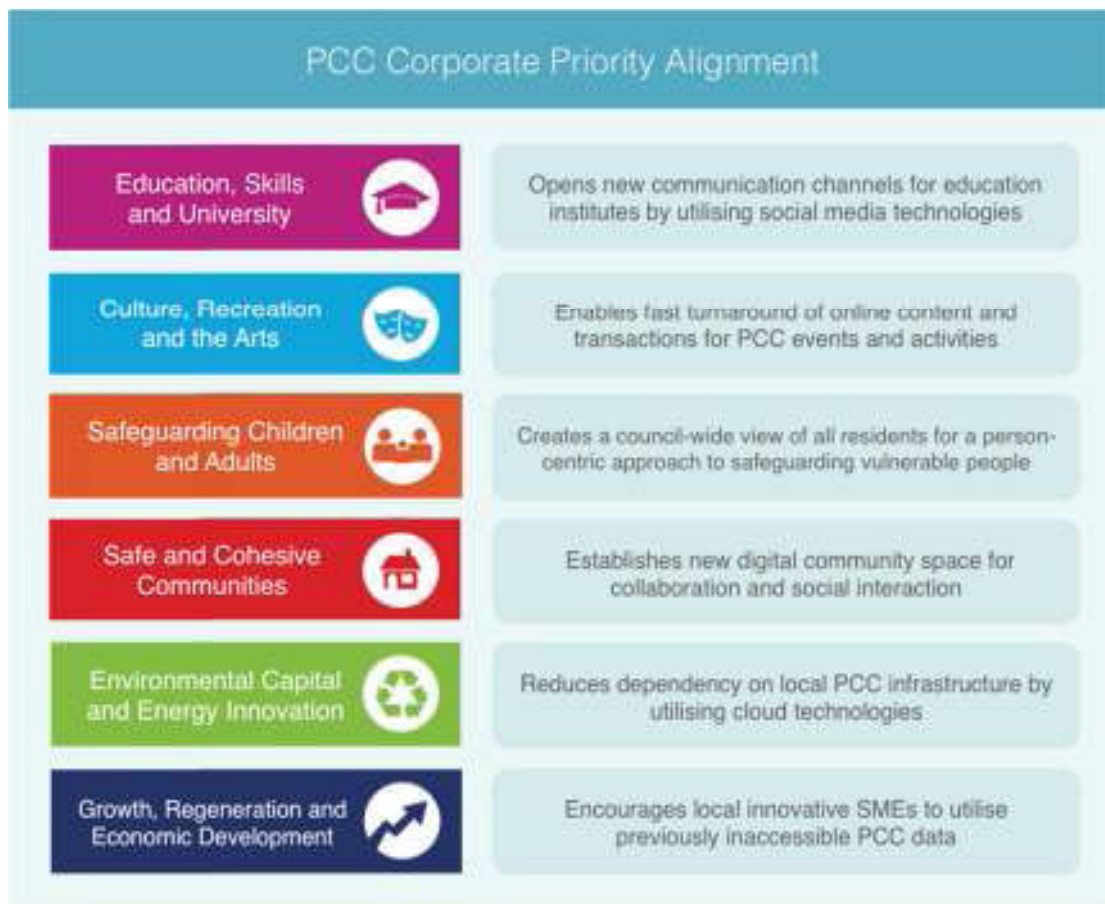 PCC Corporate Priority Alignment
Education, Skills
and University
Opens new communication channels for education
institutes by utilising social media technologies
Culture, Recreation
and the Arts
Enables fast turnaround of online content and
transactions for PCC events and activities
Safeguarding Children
and Adults
Creates a council-wide view of all residents for a person-
centric approach to safeguarding vulnerable people
Safe and Cohesive
Communities
Establishes new digital community space for
collaboration and social interaction
Environmental Capital
and Energy Innovation
Reduces dependency on local PCC infrastructure by
utilising cloud technologies
Growth, Regeneration and
Economic Development
Encourages local innovative SMEs to utilise
previously inaccessible PCC data